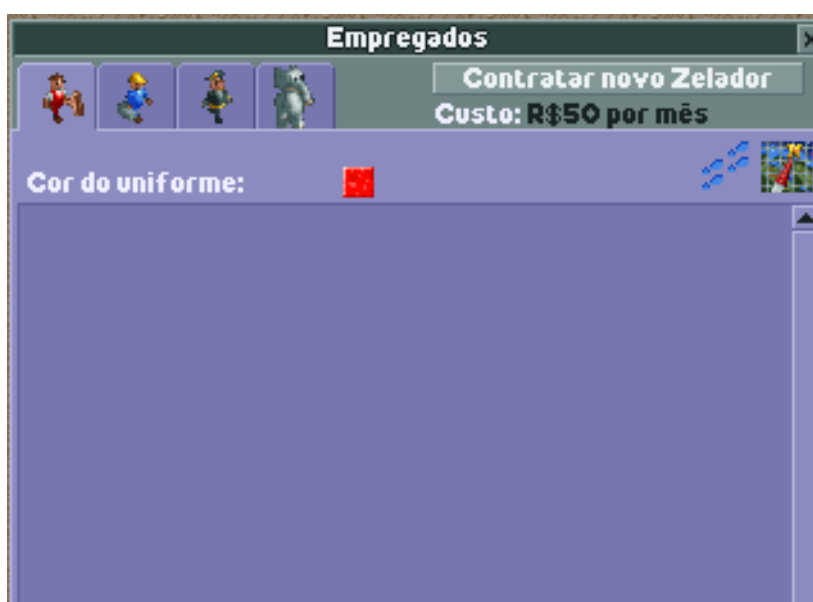 Empregados
Contratar novo Zelador
Custo: R$50 por mês
Cor do uniforme: